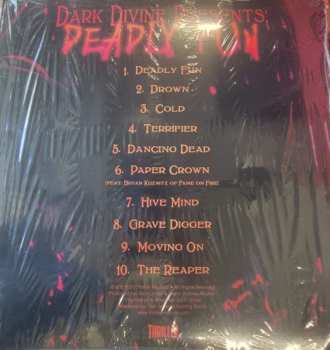 Dark Divine Presents:
DEADLY FUN
1. Deadly Fun
2. Drown
3. Cold
4. Terrifier
5. Dancing Dead
6. Paper Crown
(feat. Bryan Kuemitz of Fame on Fire)
7. Hive Mind
8. Grave Digger
9. Moving On
10. The Reaper
THRILLER